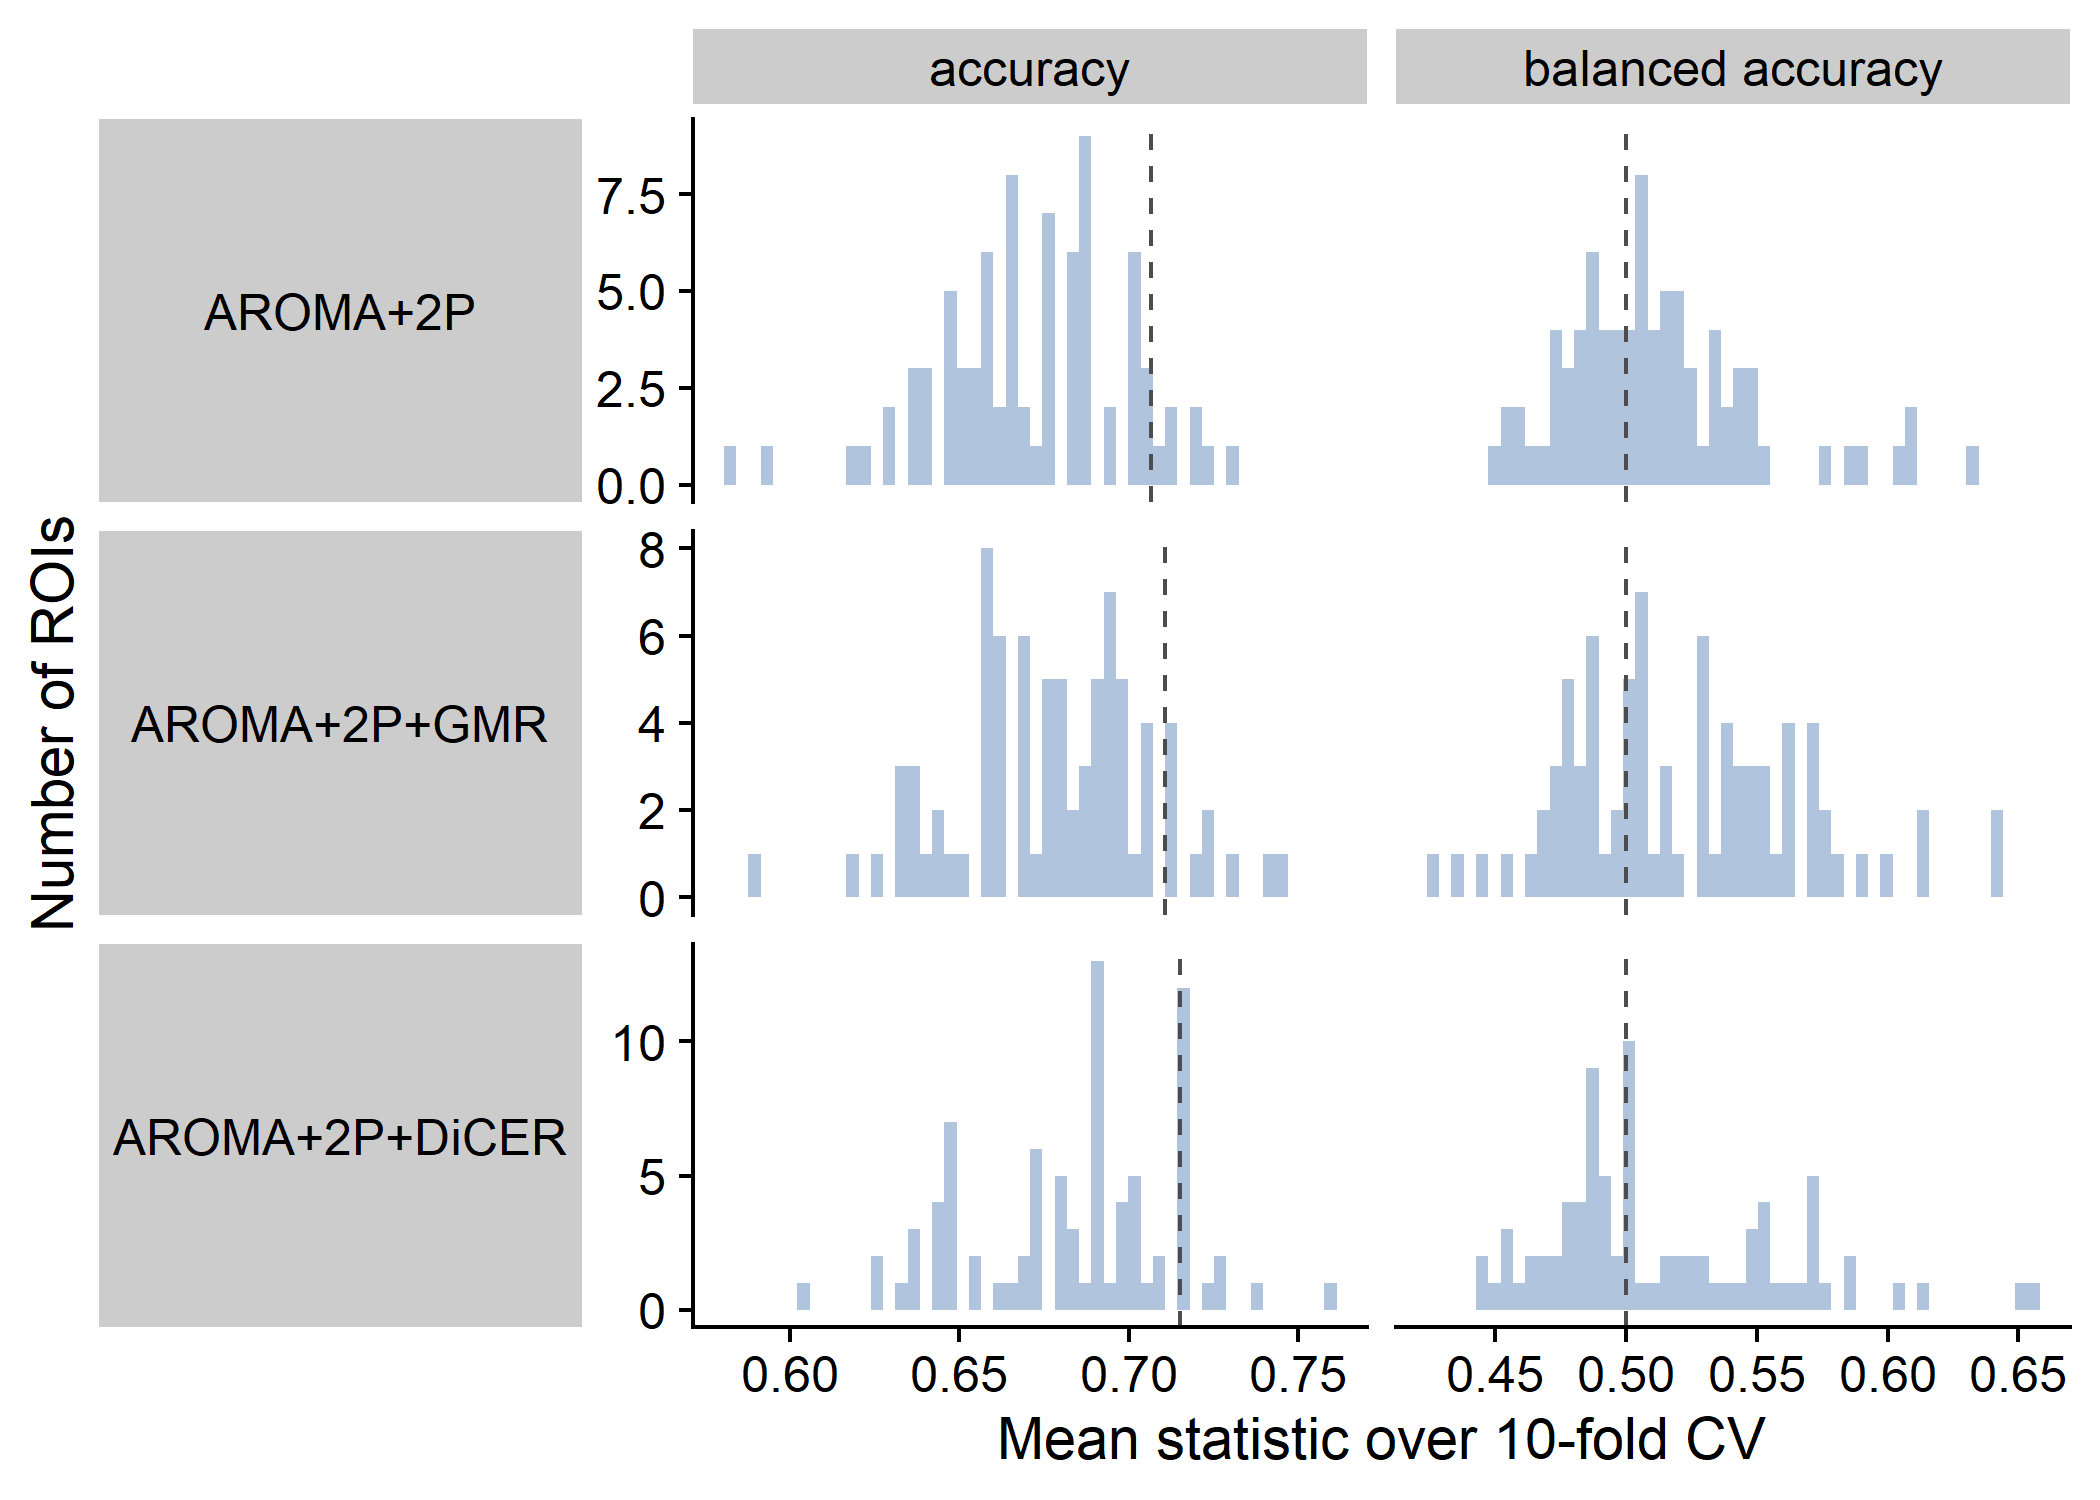 accuracy
balanced accuracy
Number of ROIs
AROMA+2P
7.5
5.0
2.5
0.0
AROMA+2P+GMR
8
6
4
2
0
AROMA+2P+DiCER
10
5
0
0.60 0.65 0.70 0.75
0.45 0.50 0.55 0.60 0.65
Mean statistic over 10-fold CV